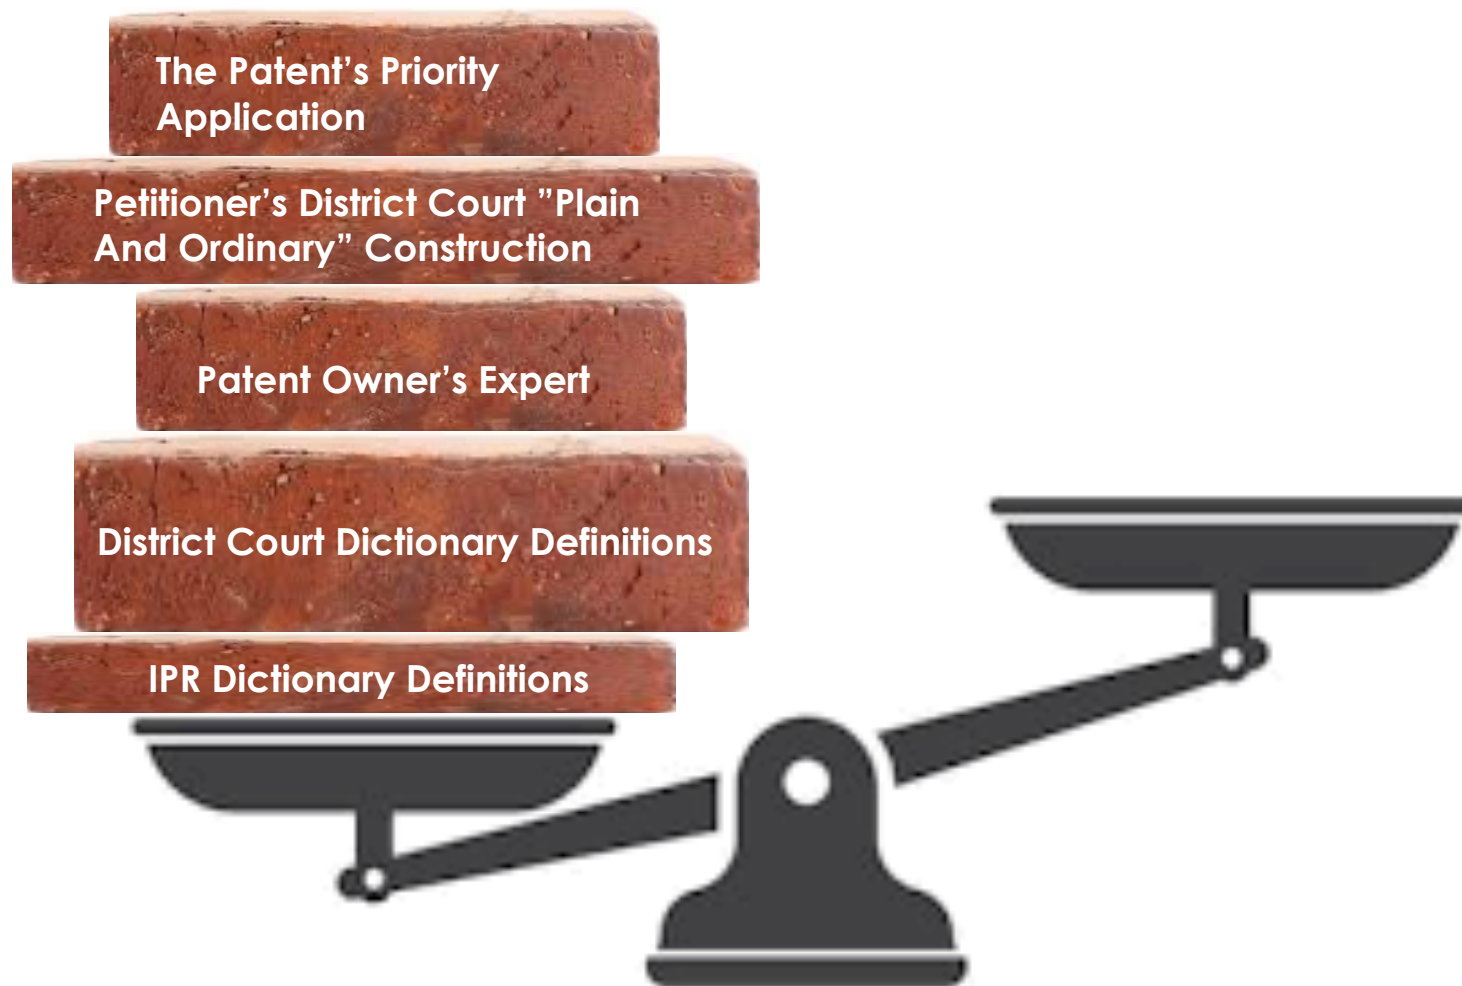 The Patent’s Priority
Application
Petitioner’s District Court ”Plain
And Ordinary” Construction
Patent Owner’s Expert
District Court Dictionary Definitions
IPR Dictionary Definitions